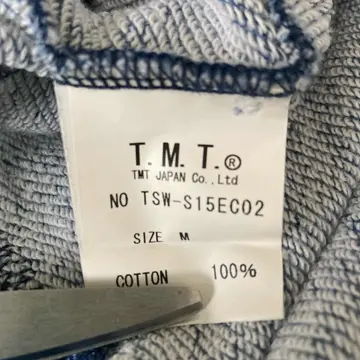 T.M.T.®
TMT JAPAN Co.,Ltd
NO TSW-S15EC02
SIZE M
COTTON 100%